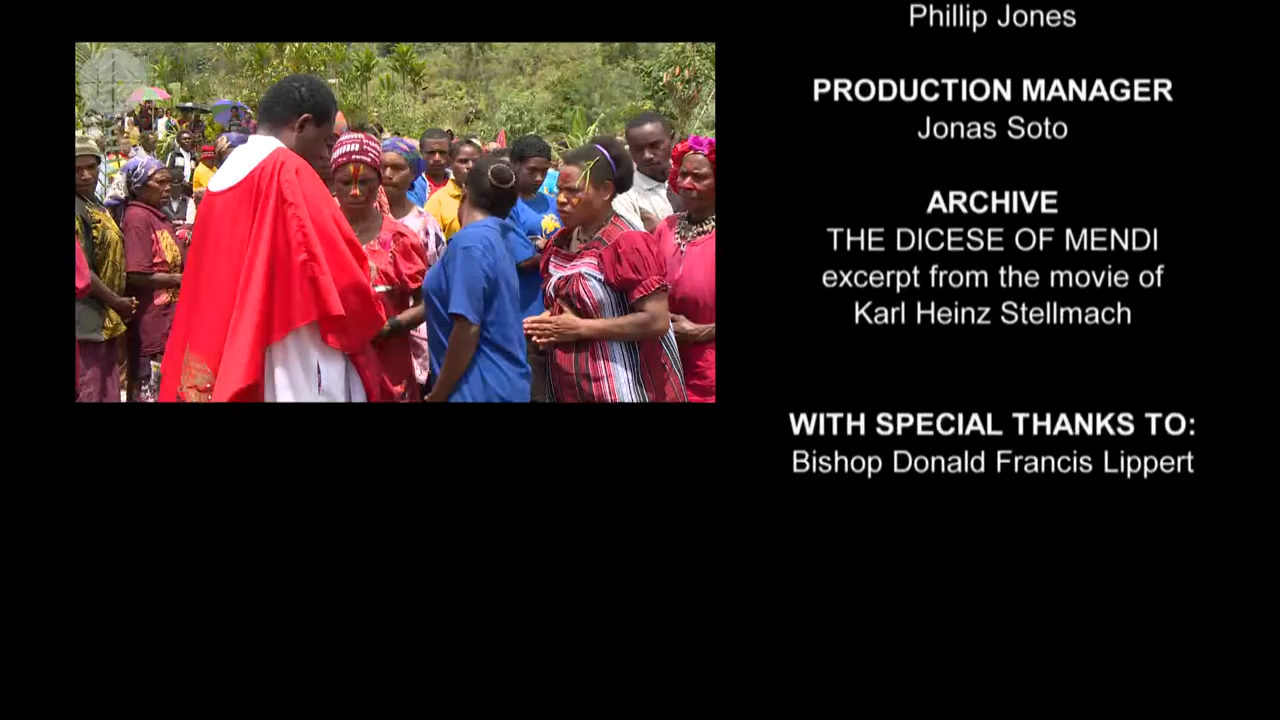 Phillip Jones
PRODUCTION MANAGER
Jonas Soto
ARCHIVE
THE DICESE OF MENDI
excerpt from the movie of
Karl Heinz Stellmach
WITH SPECIAL THANKS TO:
Bishop Donald Francis Lippert